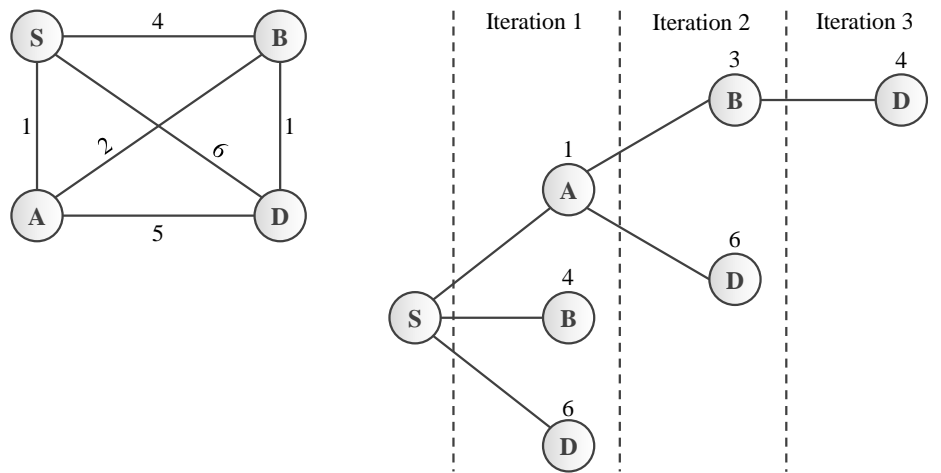 S 4 B
1 2 6 1
A 5 D
Iteration 1 Iteration 2 Iteration 3
3 4
B D
1
A
6
D
4
S B
6
D